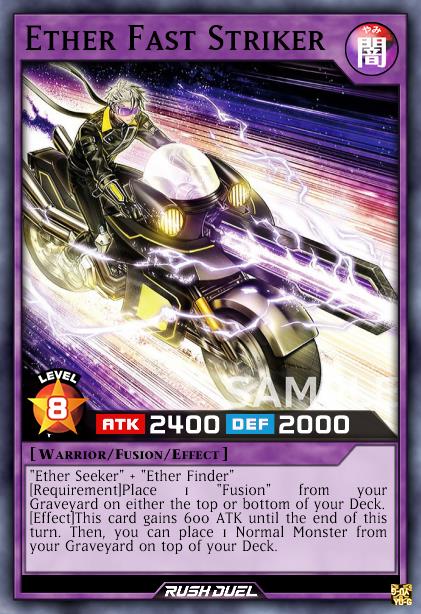 Ether Fast Striker
やみ
闇
SAMPLE
LEVEL
8
ATK 2400 DEF 2000
[ Warrior/Fusion/Effect ]
"Ether Seeker" + "Ether Finder"
[Requirement]Place 1 "Fusion" from your
Graveyard on either the top or bottom of your Deck.
[Effect]This card gains 600 ATK until the end of this
turn. Then, you can place 1 Normal Monster from
your Graveyard on top of your Deck.
RUSH DUEL